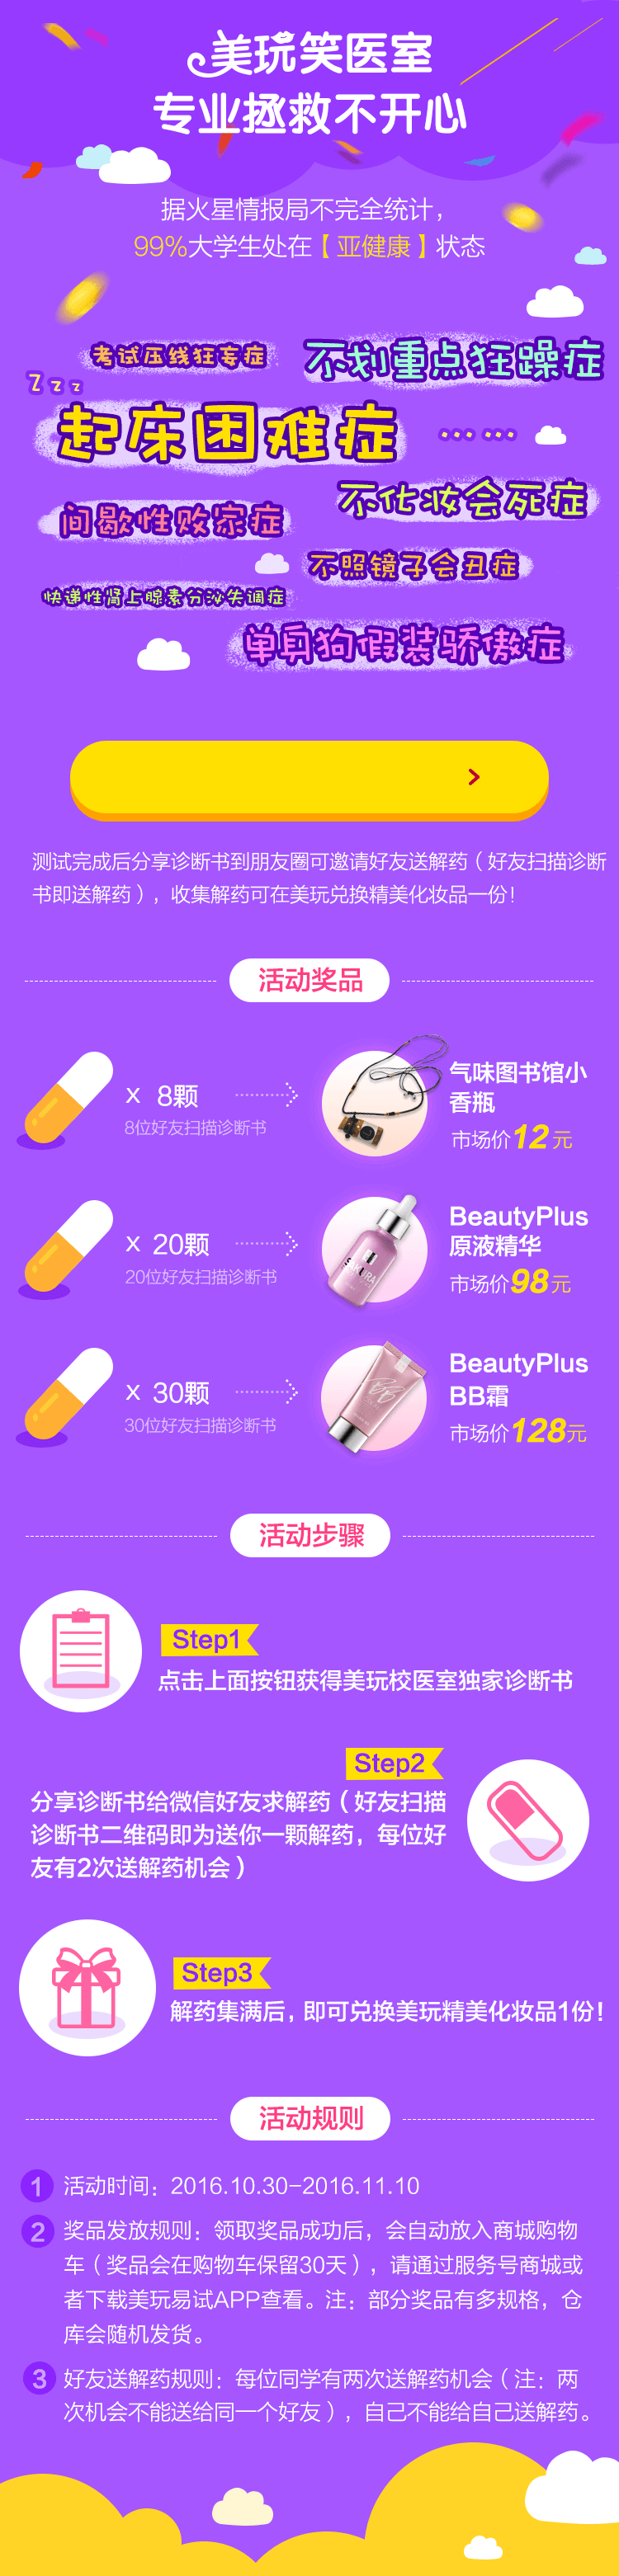 美玩笑医室
专业拯救不开心
据火星情报局不完全统计，
99%大学生处在【亚健康】状态
考试压线狂妄症
不划重点狂躁症
z z z
起床困难症
…… 
不化妆会死症
间歇性败家症
不照镜子会丑症
快递性肾上腺素分泌失调症
单身狗假装骄傲症
测试完成后分享诊断书到朋友圈可邀请好友送解药（好友扫描诊断
书即送解药），收集解药可在美玩兑换精美化妆品一份！
活动奖品
x 8颗
8位好友扫描诊断书
气味图书馆小
香瓶
市场价12元
x 20颗
20位好友扫描诊断书
SAKURA
BeautyPlus
原液精华
市场价98元
x 30颗
30位好友扫描诊断书
BB
BeautyPlus
BB霜
市场价128元
活动步骤
Step1
点击上面按钮获得美玩校医室独家诊断书
Step2
分享诊断书给微信好友求解药（好友扫描
诊断书二维码即为送你一颗解药，每位好
友有2次送解药机会）
Step3
解药集满后，即可兑换美玩精美化妆品1份！
活动规则
1 活动时间：2016.10.30-2016.11.10
2 奖品发放规则：领取奖品成功后，会自动放入商城购物
车（奖品会在购物车保留30天），请通过服务号商城或
者下载美玩易试APP查看。注：部分奖品有多规格，仓
库会随机发货。
3 好友送解药规则：每位同学有两次送解药机会（注：两
次机会不能送给同一个好友），自己不能给自己送解药。